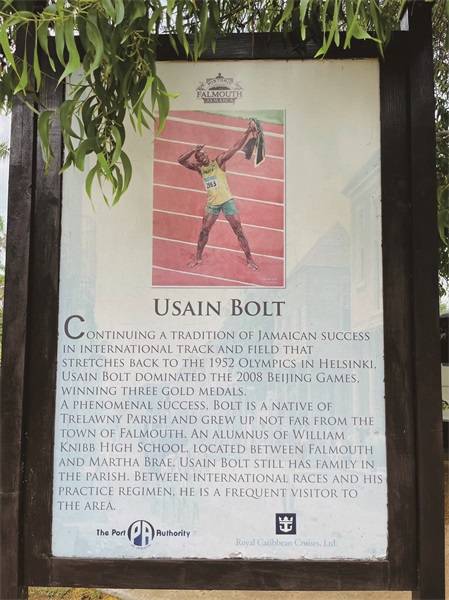 FALMOUTH
JAMAICA
USAIN BOLT
CONTINUING A TRADITION OF JAMAICAN SUCCESS
IN INTERNATIONAL TRACK AND FIELD THAT
STRETCHES BACK TO THE 1952 OLYMPICS IN HELSINKI,
USAIN BOLT DOMINATED THE 2008 BEIJING GAMES,
WINNING THREE GOLD MEDALS.
A PHENOMENAL SUCCESS, BOLT IS A NATIVE OF
TRELAWNY PARISH AND GREW UP NOT FAR FROM THE
TOWN OF FALMOUTH. AN ALUMNUS OF WILLIAM
KNIBB HIGH SCHOOL, LOCATED BETWEEN FALMOUTH
AND MARTHA BRAE, USAIN BOLT STILL HAS FAMILY IN
THE PARISH. BETWEEN INTERNATIONAL RACES AND HIS
PRACTICE REGIMEN, HE IS A FREQUENT VISITOR TO
THE AREA.
The Port PA Authority
Royal Caribbean Cruises, Ltd.